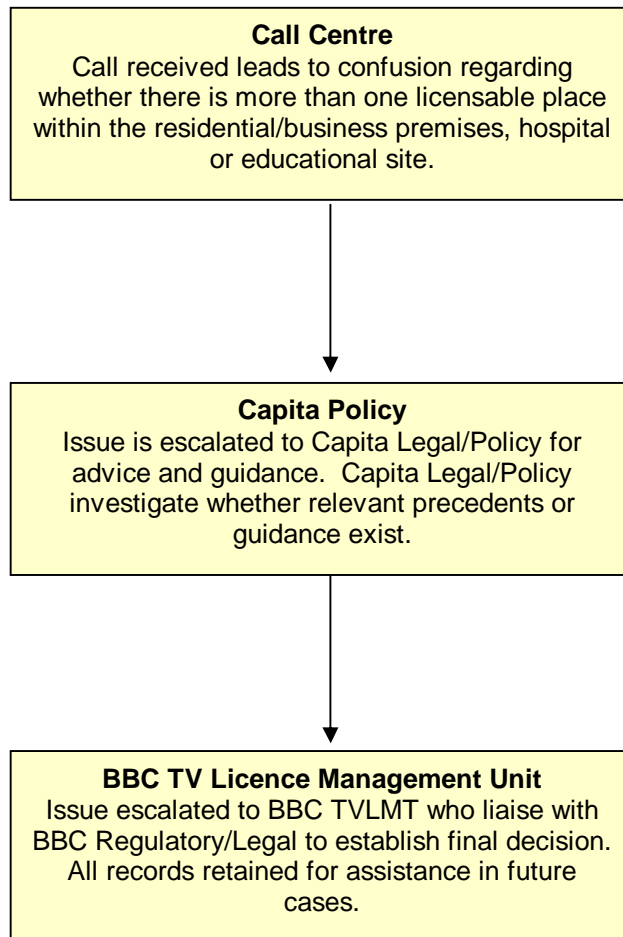 Call Centre
Call received leads to confusion regarding
whether there is more than one licensable place
within the residential/business premises, hospital
or educational site.
Capita Policy
Issue is escalated to Capita Legal/Policy for
advice and guidance.  Capita Legal/Policy
investigate whether relevant precedents or
guidance exist.
BBC TV Licence Management Unit
Issue escalated to BBC TVLMT who liaise with
BBC Regulatory/Legal to establish final decision.
All records retained for assistance in future
cases.